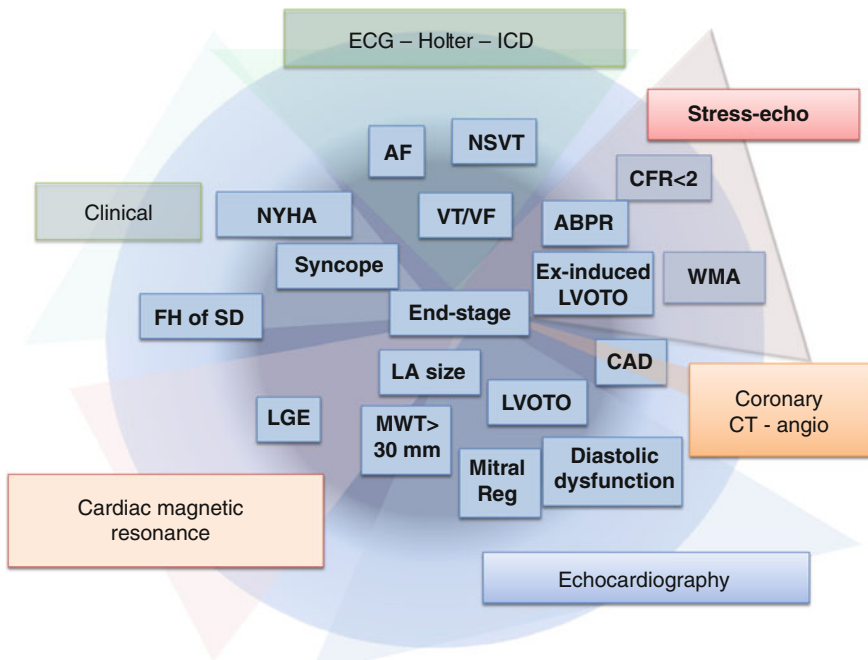 ECG – Holter – ICD
Stress-echo
AF
NSVT
CFR<2
Clinical
NYHA
VT/VF
ABPR
Syncope
Ex-induced
LVOTO
WMA
FH of SD
End-stage
LA size
CAD
LVOTO
Coronary
CT - angio
LGE
MWT>
30 mm
Mitral
Reg
Diastolic
dysfunction
Cardiac magnetic
resonance
Echocardiography